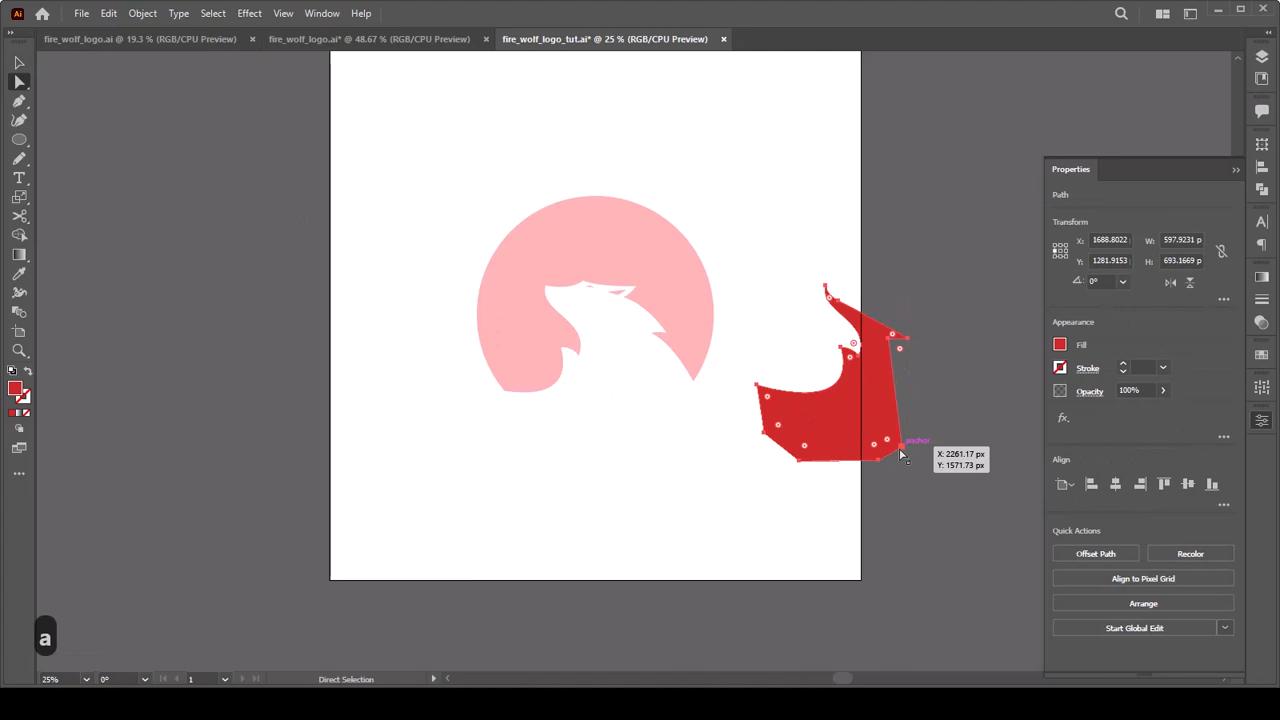 Ai File Edit Object Type Select Effect View Window Help
fire_wolf_logo.ai @ 19.3 % (RGB/CPU Preview) fire_wolf_logo.ai* @ 48.67 % (RGB/CPU Preview) fire_wolf_logo_tut.ai* @ 25 % (RGB/CPU Preview)
Properties
Path
Transform
X: 1688.8022 W: 597.9231 p
Y: 1281.9153 H: 693.1669 p
0°
Appearance
Fill
Stroke
Opacity 100%
fx.
anchor
X: 2261.17 px
Y: 1571.73 px
Align
Quick Actions
Offset Path Recolor
Align to Pixel Grid
Arrange
Start Global Edit
a
25% 0° 1 Direct Selection